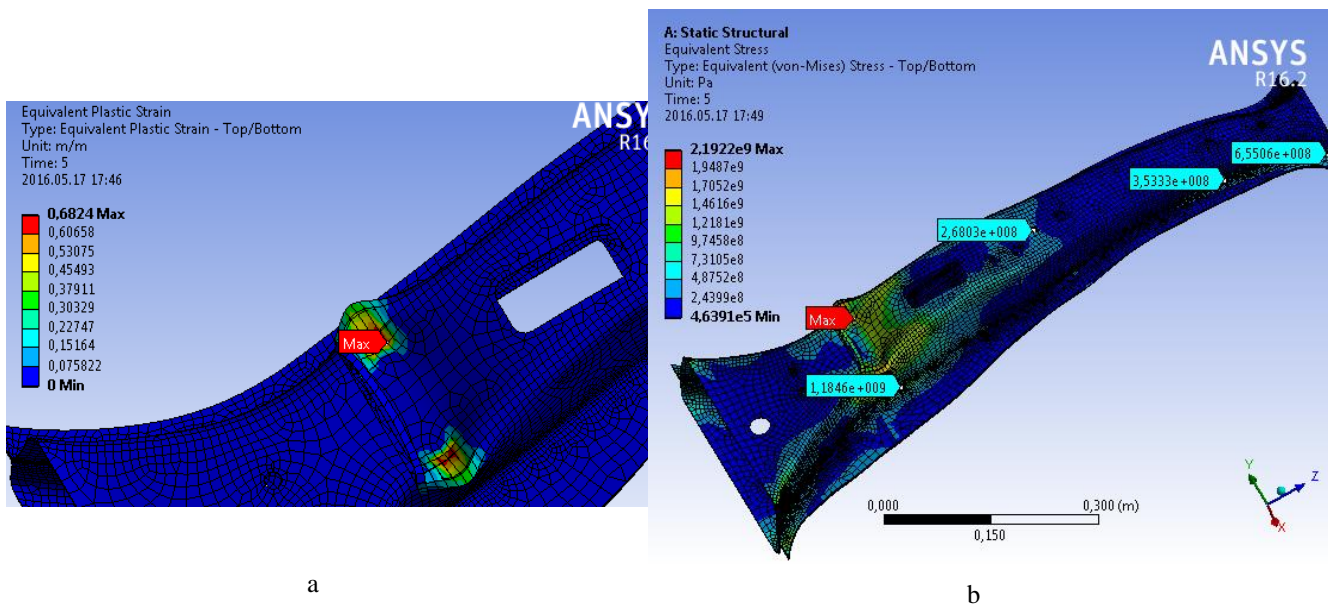 Equivalent Plastic Strain
Type: Equivalent Plastic Strain - Top/Bottom
Unit: m/m
Time: 5
2016.05.17 17:46
ANSY
R16
0,6824 Max
0,60658
0,53075
0,45493
0,37911
0,30329
0,22747
0,15164
0,075822
0 Min
Max
a
A: Static Structural
Equivalent Stress
Type: Equivalent (von-Mises) Stress - Top/Bottom
Unit: Pa
Time: 5
2016.05.17 17:49
ANSYS
R16.2
2,1922e9 Max
1,9487e9
1,7052e9
1,4616e9
1,2181e9
9,7458e8
7,3105e8
4,8752e8
2,4399e8
4,6391e5 Min
6,5506e+008
3,5333e+008
2,6803e+008
Max
1,1846e+009
0,000
0,300 (m)
0,150
Y
Z
X
b